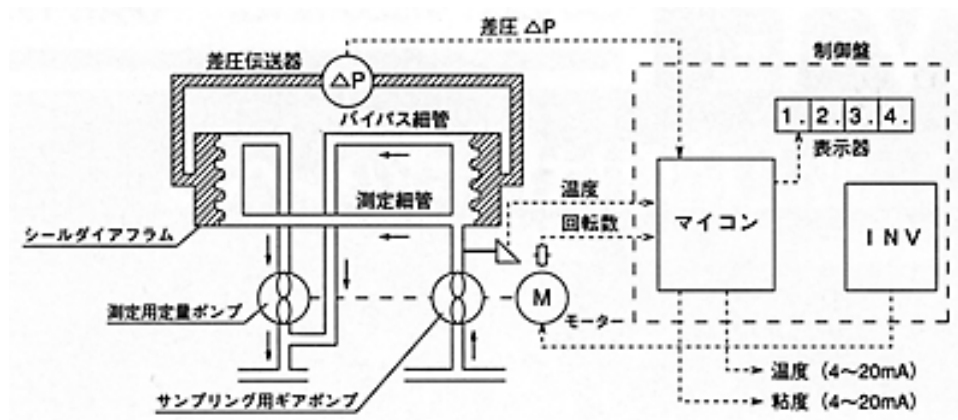 差圧 △P
制御盤
差圧伝送器
△P
バイパス細管
1. 2. 3. 4.
表示器
温度
測定細管
回転数
マイコン
INV
シールダイアフラム
測定用定量ポンプ
M
モーター
温度 (4〜20mA)
サンプリング用ギアポンプ
粘度 (4〜20mA)